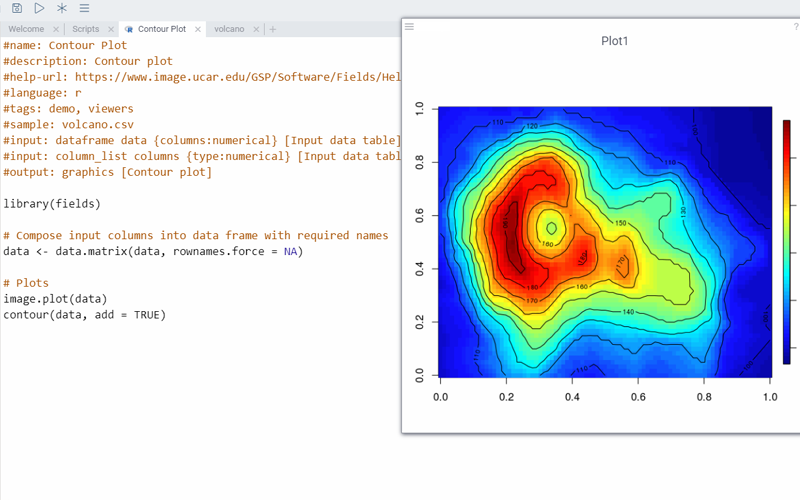 Welcome
Scripts
Contour Plot
volcano
#name: Contour Plot
#description: Contour plot
#help-url: https://www.image.ucar.edu/GSP/Software/Fields/Hel
#language: r
#tags: demo, viewers
#sample: volcano.csv
#input: dataframe data {columns:numerical} [Input data table]
#input: column_list columns {type:numerical} [Input data tabl
#output: graphics [Contour plot]
library(fields)
# Compose input columns into data frame with required names
data <- data.matrix(data, rownames.force = NA)
# Plots
image.plot(data)
contour(data, add = TRUE)
?
Plot1
1.0
0.8
0.6
0.4
0.2
0.0
0.0 0.2 0.4 0.6 0.8 1.0
110
120
110
130
150
160
170
180
160
170
140
110